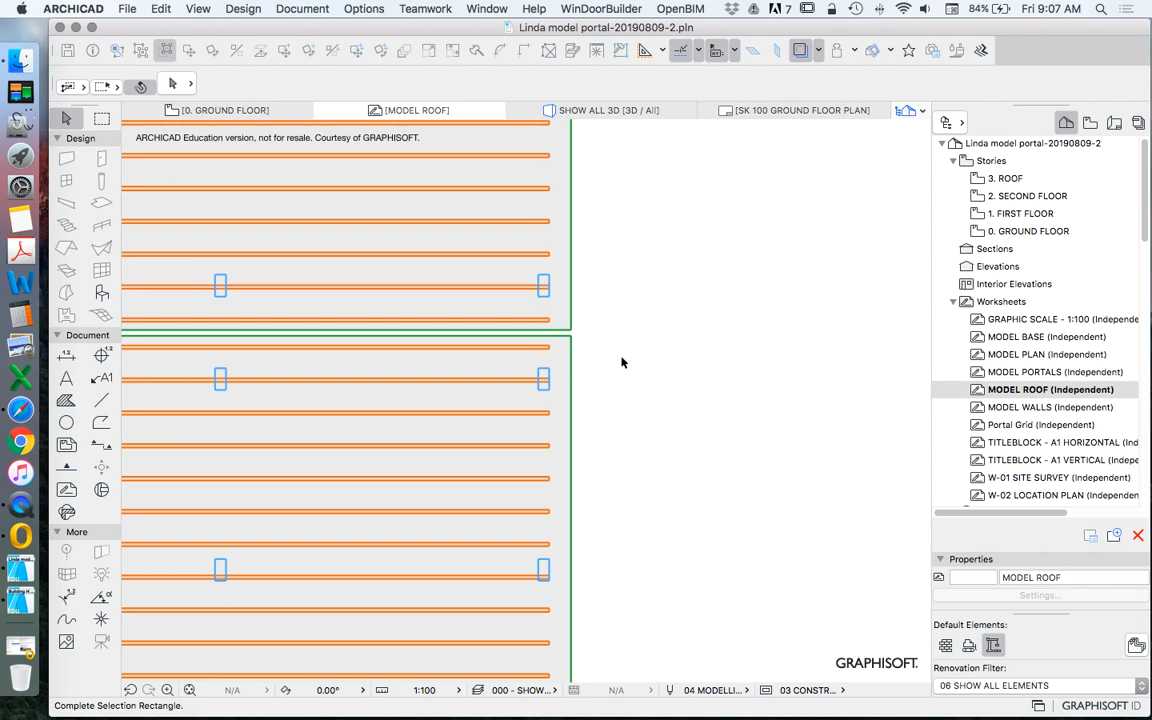 ARCHICAD File Edit View Design Document Options Teamwork Window Help WinDoorBuilder OpenBIM 7 84% Fri 9:07 AM
Linda model portal-20190809-2.pln
[0. GROUND FLOOR]
[MODEL ROOF]
SHOW ALL 3D [3D / All]
[SK 100 GROUND FLOOR PLAN]
ARCHICAD Education version, not for resale. Courtesy of GRAPHISOFT.
Design
Document
1.2
1.2
A
A1
More
Linda model portal-20190809-2
Stories
3. ROOF
2. SECOND FLOOR
1. FIRST FLOOR
0. GROUND FLOOR
Sections
Elevations
Interior Elevations
Worksheets
GRAPHIC SCALE - 1:100 (Independe
MODEL BASE (Independent)
MODEL PLAN (Independent)
MODEL PORTALS (Independent)
MODEL ROOF (Independent)
MODEL WALLS (Independent)
Portal Grid (Independent)
TITLEBLOCK - A1 HORIZONTAL (Ind
TITLEBLOCK - A1 VERTICAL (Indepe
W-01 SITE SURVEY (Independent)
W-02 LOCATION PLAN (Independen
Properties
MODEL ROOF
Settings...
Default Elements:
Renovation Filter:
06 SHOW ALL ELEMENTS
GRAPHISOFT.
N/A
0.00°
1:100
000 - SHOW...
N/A
04 MODELLI...
03 CONSTR...
Complete Selection Rectangle.
GRAPHISOFT ID